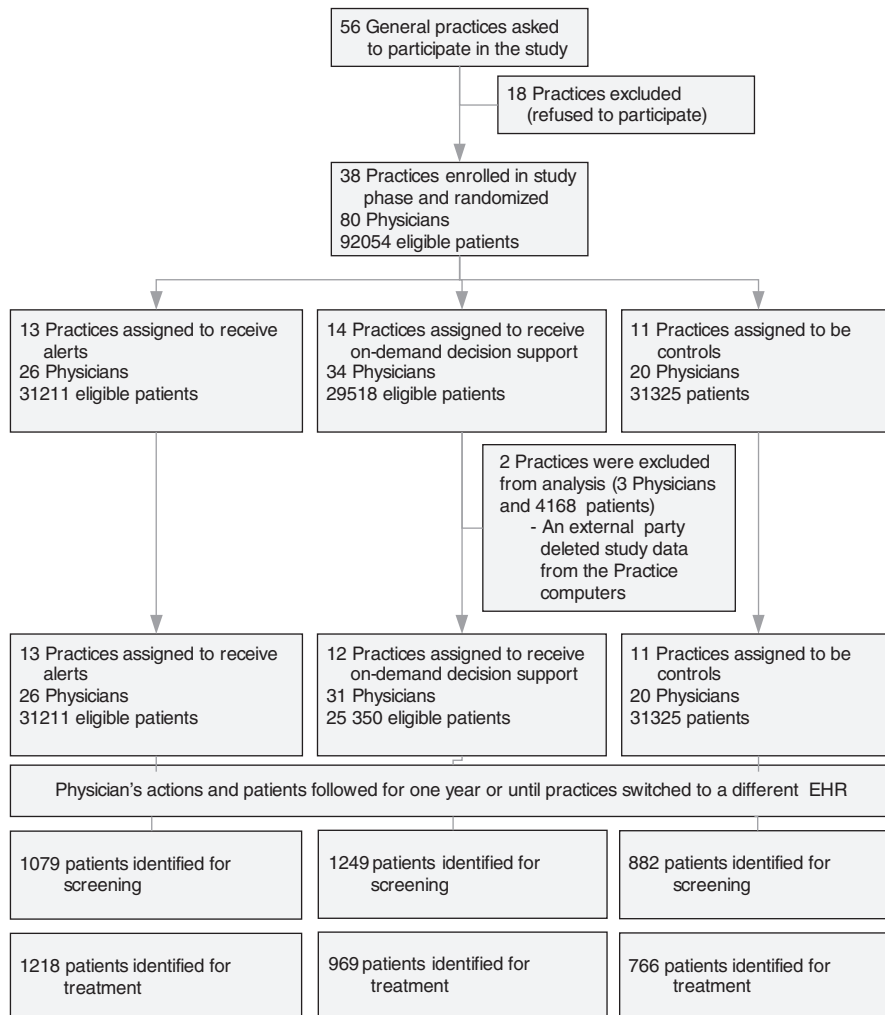 56 General practices asked
to participate in the study
18 Practices excluded
(refused to participate)
38 Practices enrolled in study
phase and randomized
80 Physicians
92054 eligible patients
13 Practices assigned to receive
alerts
26 Physicians
31211 eligible patients
14 Practices assigned to receive
on-demand decision support
34 Physicians
29518 eligible patients
11 Practices assigned to be
controls
20 Physicians
31325 patients
2 Practices were excluded
from analysis (3 Physicians
and 4168 patients)
- An external party
deleted study data
from the Practice
computers
13 Practices assigned to receive
alerts
26 Physicians
31211 eligible patients
12 Practices assigned to receive
on-demand decision support
31 Physicians
25 350 eligible patients
11 Practices assigned to be
controls
20 Physicians
31325 patients
Physician's actions and patients followed for one year or until practices switched to a different EHR
1079 patients identified for
screening
1249 patients identified for
screening
882 patients identified for
screening
1218 patients identified for
treatment
969 patients identified for
treatment
766 patients identified for
treatment